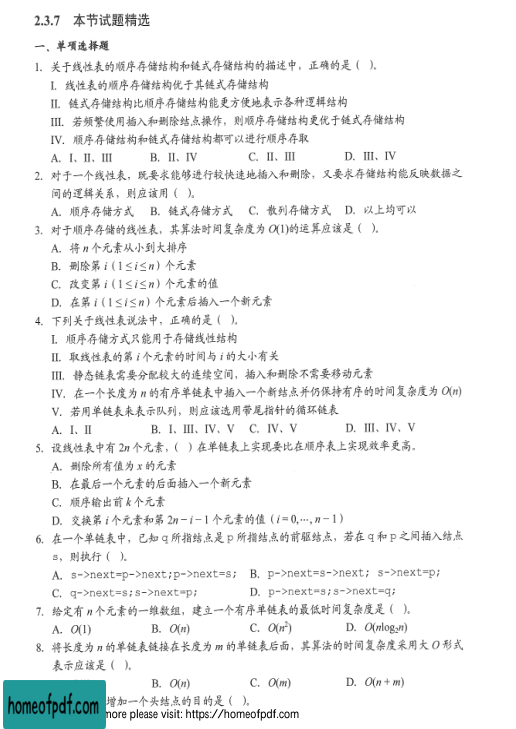 2.3.7 本节试题精选
一、单项选择题
1. 关于线性表的顺序存储结构和链式存储结构的描述中，正确的是（ ）。
I. 线性表的顺序存储结构优于其链式存储结构
II. 链式存储结构比顺序存储结构能更方便地表示各种逻辑结构
III. 若频繁使用插入和删除结点操作，则顺序存储结构更优于链式存储结构
IV. 顺序存储结构和链式存储结构都可以进行顺序存取
A. I、II、III B. II、IV C. II、III D. III、IV
2. 对于一个线性表，既要求能够进行较快速地插入和删除，又要求存储结构能反映数据之
间的逻辑关系，则应该用（ ）。
A. 顺序存储方式 B. 链式存储方式 C. 散列存储方式 D. 以上均可以
3. 对于顺序存储的线性表，其算法时间复杂度为 O(1)的运算应该是（ ）。
A. 将 n 个元素从小到大排序
B. 删除第 i（1≤i≤n）个元素
C. 改变第 i（1≤i≤n）个元素的值
D. 在第 i（1≤i≤n）个元素后插入一个新元素
4. 下列关于线性表说法中，正确的是（ ）。
I. 顺序存储方式只能用于存储线性结构
II. 取线性表的第 i 个元素的时间与 i 的大小有关
III. 静态链表需要分配较大的连续空间，插入和删除不需要移动元素
IV. 在一个长度为 n 的有序单链表中插入一个新结点并仍保持有序的时间复杂度为 O(n)
V. 若用单链表来表示队列，则应该选用带尾指针的循环链表
A. I、II B. I、III、IV、V C. IV、V D. III、IV、V
5. 设线性表中有 2n 个元素，（ ）在单链表上实现要比在顺序表上实现效率更高。
A. 删除所有值为 x 的元素
B. 在最后一个元素的后面插入一个新元素
C. 顺序输出前 k 个元素
D. 交换第 i 个元素和第 2n－i－1 个元素的值（i＝0,⋯,n－1）
6. 在一个单链表中，已知 q 所指结点是 p 所指结点的前驱结点，若在 q 和 p 之间插入结点
s，则执行（ ）。
A. s->next=p->next;p->next=s; B. p->next=s->next; s->next=p;
C. q->next=s;s->next=p; D. p->next=s;s->next=q;
7. 给定有 n 个元素的一维数组，建立一个有序单链表的最低时间复杂度是（ ）。
A. O(1) B. O(n) C. O(n²) D. O(nlog₂n)
8. 将长度为 n 的单链表链接在长度为 m 的单链表后面，其算法的时间复杂度采用大 O 形式
表示应该是（ ）。
B. O(n) C. O(m) D. O(n＋m)
增加一个头结点的目的是（ ）。
homeofpdf.com
more please visit: https://homeofpdf.com